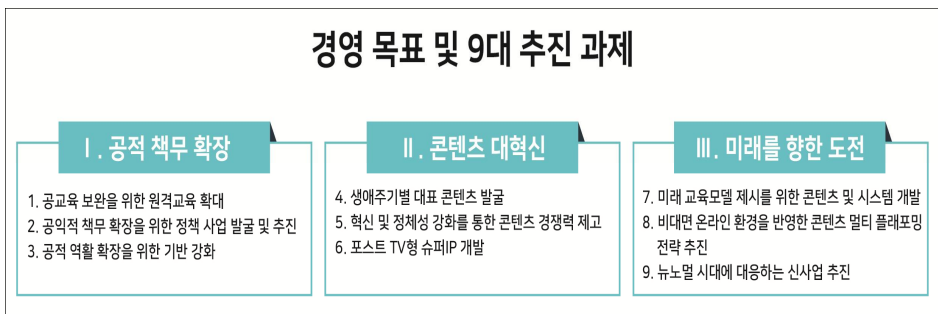 경영 목표 및 9대 추진 과제
Ⅰ. 공적 책무 확장
1. 공교육 보완을 위한 원격교육 확대
2. 공익적 책무 확장을 위한 정책 사업 발굴 및 추진
3. 공적 역활 확장을 위한 기반 강화
Ⅱ. 콘텐츠 대혁신
4. 생애주기별 대표 콘텐츠 발굴
5. 혁신 및 정체성 강화를 통한 콘텐츠 경쟁력 제고
6. 포스트 TV형 슈퍼IP 개발
Ⅲ. 미래를 향한 도전
7. 미래 교육모델 제시를 위한 콘텐츠 및 시스템 개발
8. 비대면 온라인 환경을 반영한 콘텐츠 멀티 플래포밍
전략 추진
9. 뉴노멀 시대에 대응하는 신사업 추진